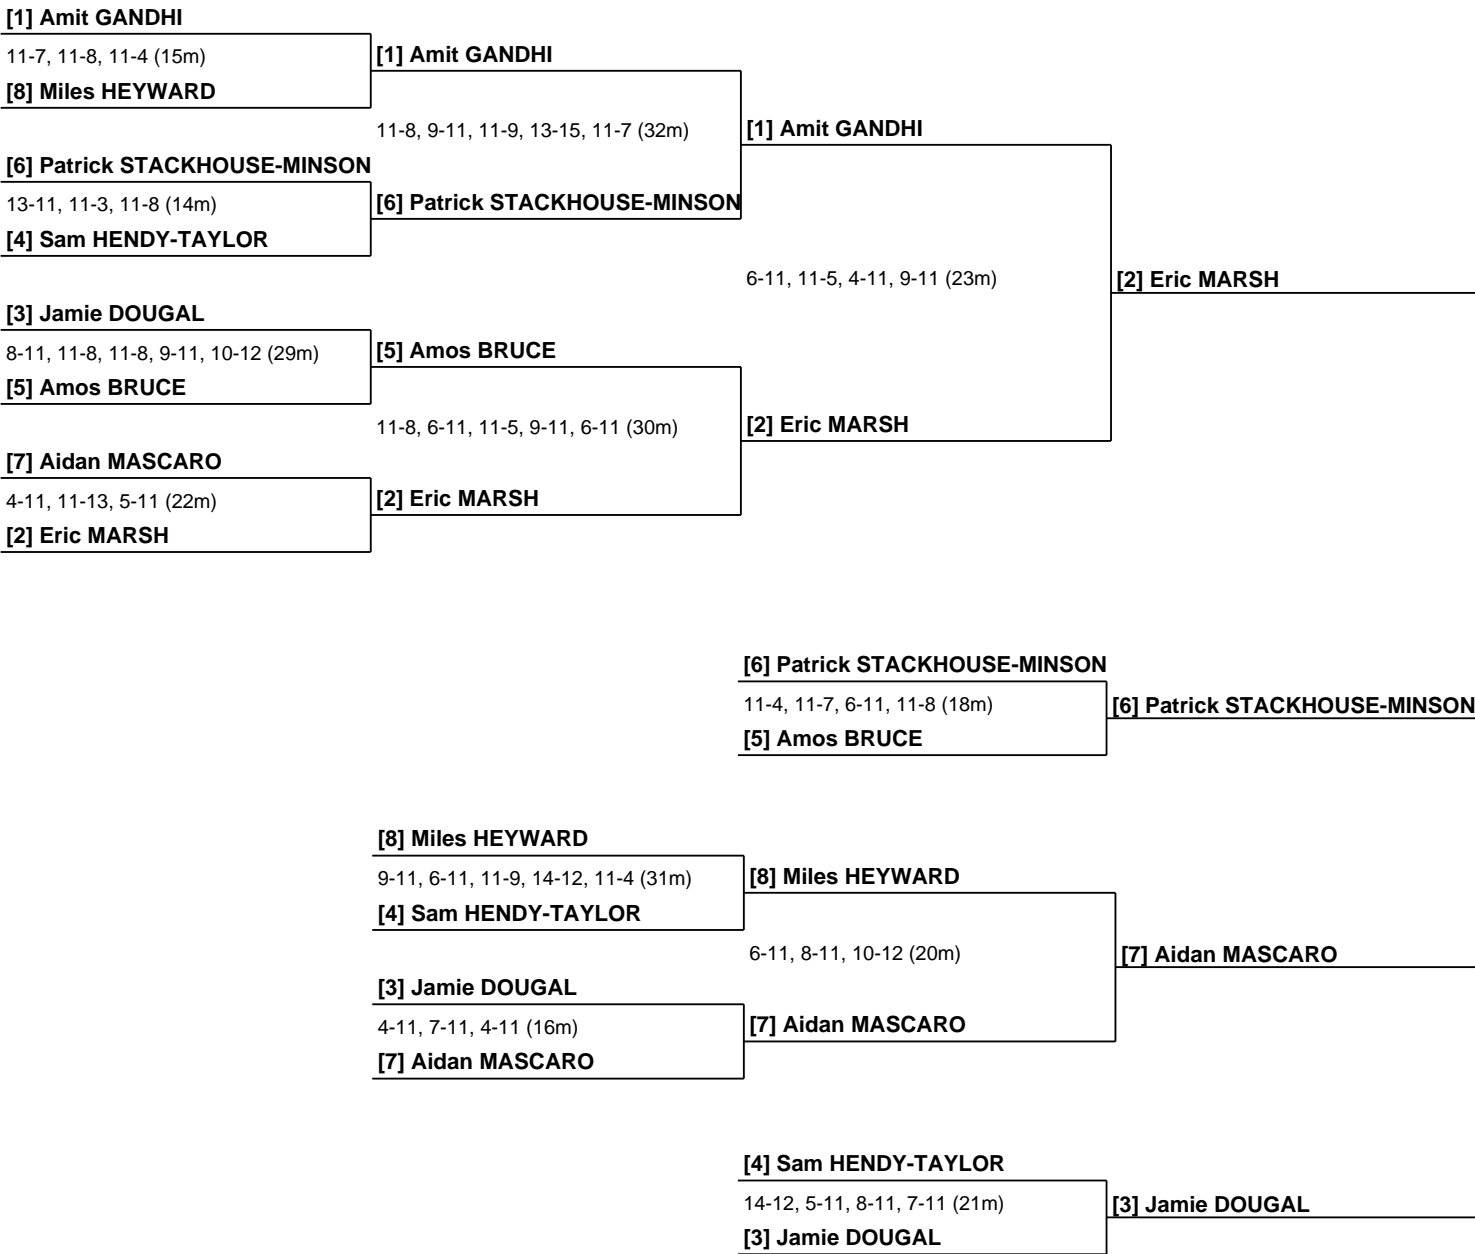 [1] Amit GANDHI
11-7, 11-8, 11-4 (15m)
[1] Amit GANDHI
[8] Miles HEYWARD
11-8, 9-11, 11-9, 13-15, 11-7 (32m)
[1] Amit GANDHI
[6] Patrick STACKHOUSE-MINSON
13-11, 11-3, 11-8 (14m)
[6] Patrick STACKHOUSE-MINSON
[4] Sam HENDY-TAYLOR
6-11, 11-5, 4-11, 9-11 (23m)
[2] Eric MARSH
[3] Jamie DOUGAL
8-11, 11-8, 11-8, 9-11, 10-12 (29m)
[5] Amos BRUCE
[5] Amos BRUCE
11-8, 6-11, 11-5, 9-11, 6-11 (30m)
[2] Eric MARSH
[7] Aidan MASCARO
4-11, 11-13, 5-11 (22m)
[2] Eric MARSH
[2] Eric MARSH
[6] Patrick STACKHOUSE-MINSON
11-4, 11-7, 6-11, 11-8 (18m)
[6] Patrick STACKHOUSE-MINSON
[5] Amos BRUCE
[8] Miles HEYWARD
9-11, 6-11, 11-9, 14-12, 11-4 (31m)
[8] Miles HEYWARD
[4] Sam HENDY-TAYLOR
6-11, 8-11, 10-12 (20m)
[7] Aidan MASCARO
[3] Jamie DOUGAL
4-11, 7-11, 4-11 (16m)
[7] Aidan MASCARO
[7] Aidan MASCARO
[4] Sam HENDY-TAYLOR
14-12, 5-11, 8-11, 7-11 (21m)
[3] Jamie DOUGAL
[3] Jamie DOUGAL